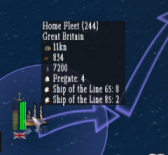 Home Fleet (244)
Great Britain
11kn
834
7200
Fregate: 4
Ship of the Line 65: 8
Ship of the Line 85: 2